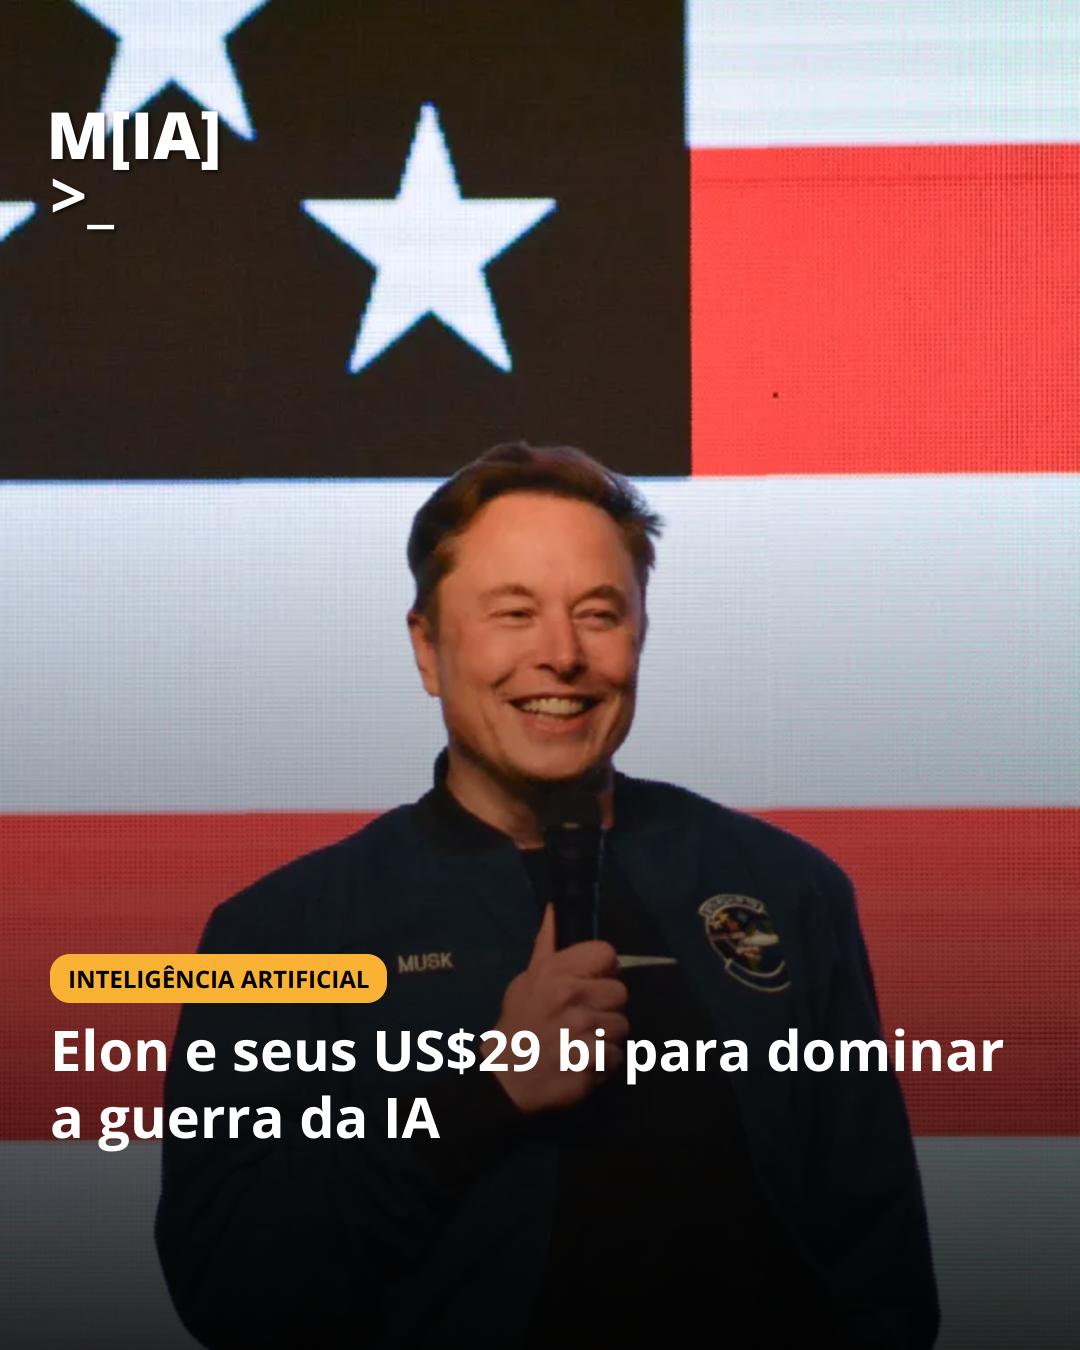 M[IA]
>_
MUSK
INTELIGÊNCIA ARTIFICIAL
Elon e seus US$29 bi para dominar
a guerra da IA